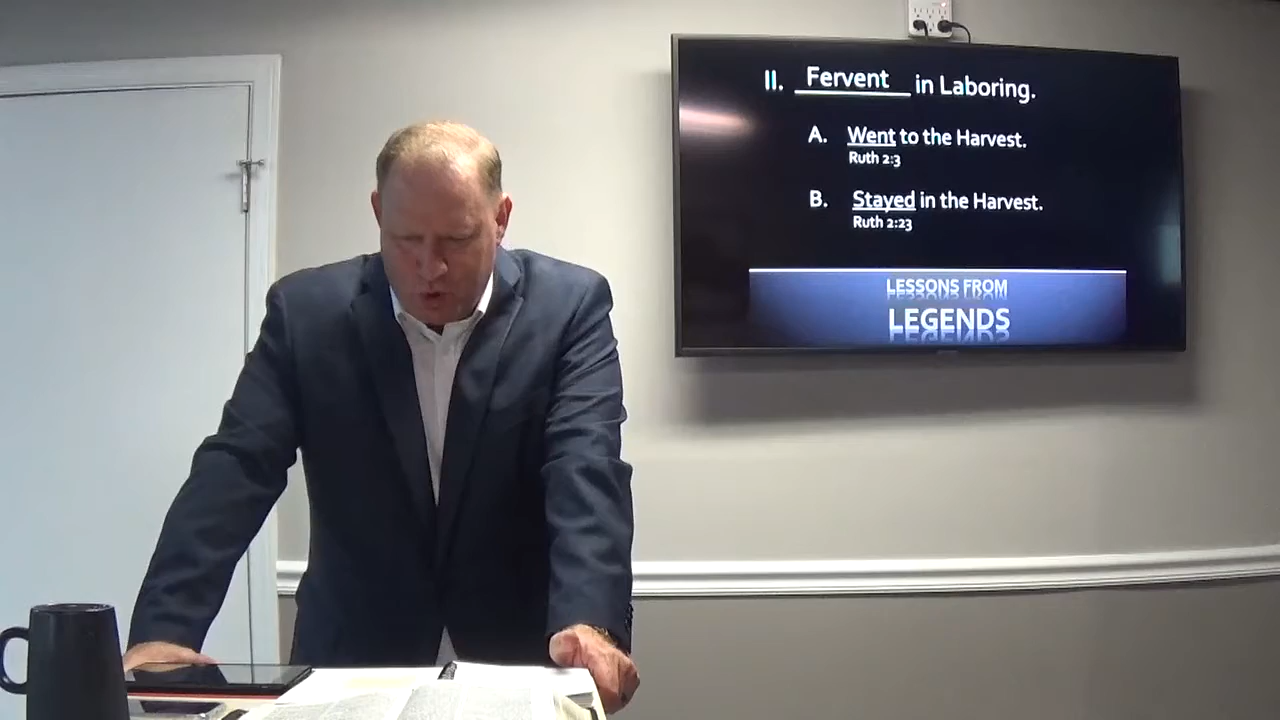 II. Fervent in Laboring.
A. Went to the Harvest.
Ruth 2:3
B. Stayed in the Harvest.
Ruth 2:23
LESSONS FROM
LEGENDS